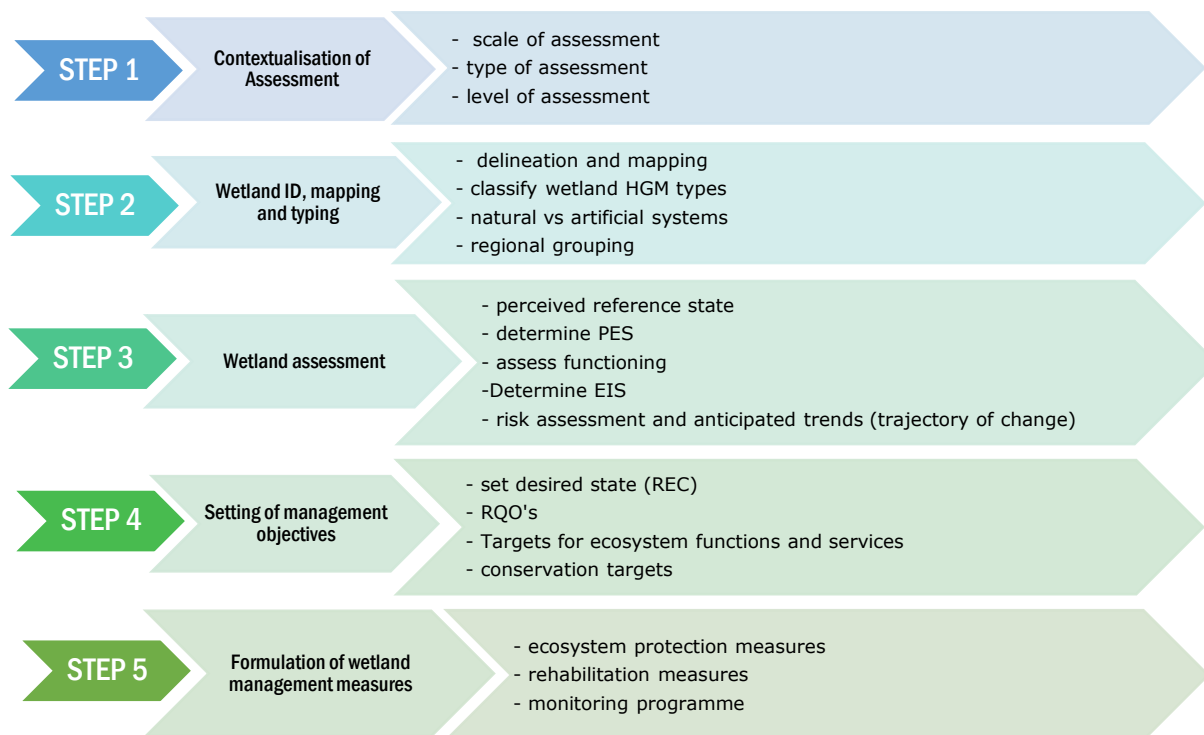 STEP 1
Contextualisation of
Assessment
- scale of assessment
- type of assessment
- level of assessment
STEP 2
Wetland ID, mapping
and typing
- delineation and mapping
- classify wetland HGM types
- natural vs artificial systems
- regional grouping
STEP 3
Wetland assessment
- perceived reference state
- determine PES
- assess functioning
-Determine EIS
- risk assessment and anticipated trends (trajectory of change)
STEP 4
Setting of management
objectives
- set desired state (REC)
- RQO's
- Targets for ecosystem functions and services
- conservation targets
STEP 5
Formulation of wetland
management measures
- ecosystem protection measures
- rehabilitation measures
- monitoring programme